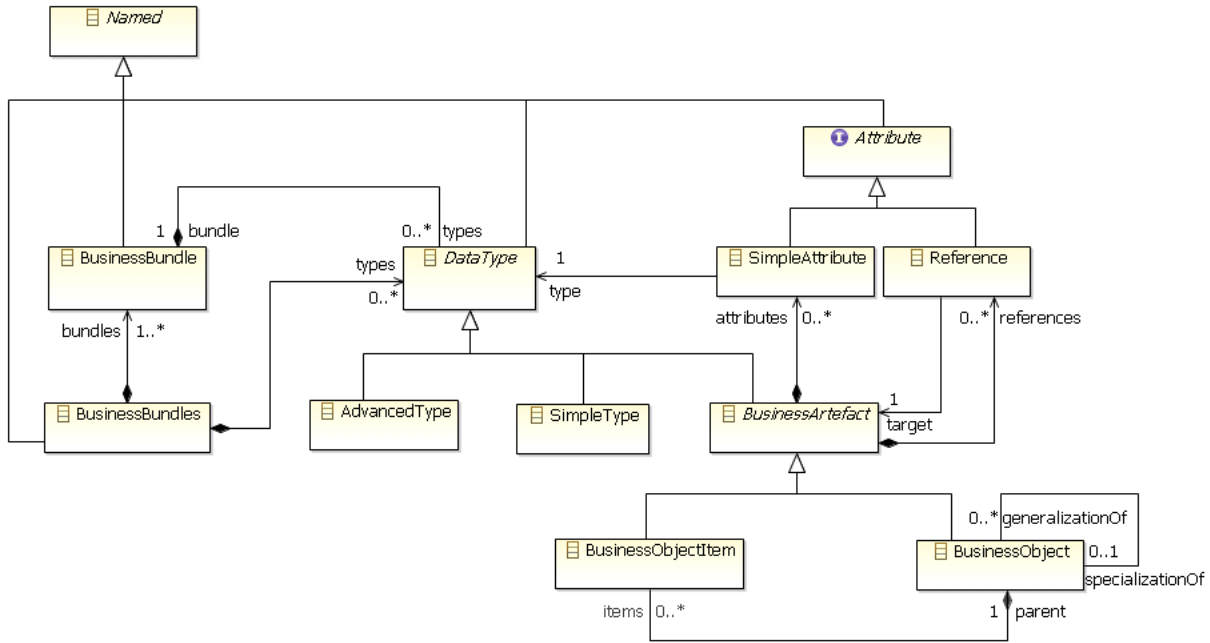 Named
Attribute
1 bundle
0..* types
BusinessBundle
DataType
SimpleAttribute
Reference
types
0..*
1
type
bundles 1..*
attributes 0..*
0..* references
BusinessBundles
AdvancedType
SimpleType
BusinessArtefact
1
target
0..* generalizationOf
BusinessObjectItem
BusinessObject
0..1
specializationOf
items 0..*
1 parent